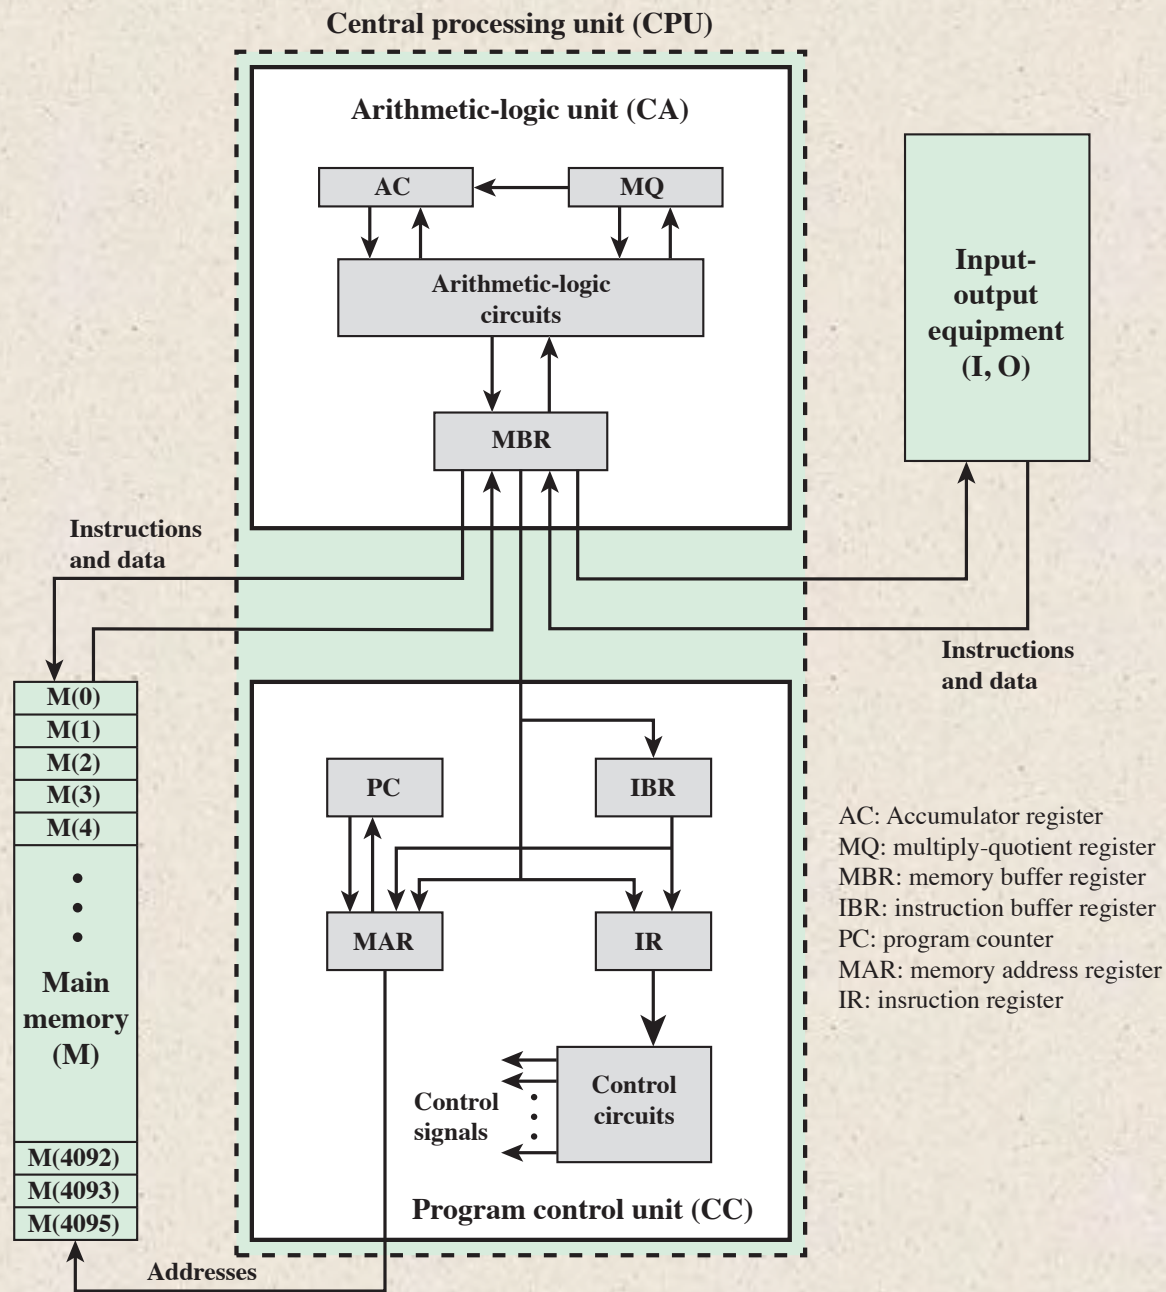 Central processing unit (CPU)
Arithmetic-logic unit (CA)
AC
MQ
Arithmetic-logic
circuits
MBR
Input-
output
equipment
(I, O)
Instructions
and data
Instructions
and data
M(0)
M(1)
M(2)
M(3)
M(4)
Main
memory
(M)
M(4092)
M(4093)
M(4095)
PC
IBR
MAR
IR
Control
circuits
Control
signals
Program control unit (CC)
Addresses
AC: Accumulator register
MQ: multiply-quotient register
MBR: memory buffer register
IBR: instruction buffer register
PC: program counter
MAR: memory address register
IR: insruction register